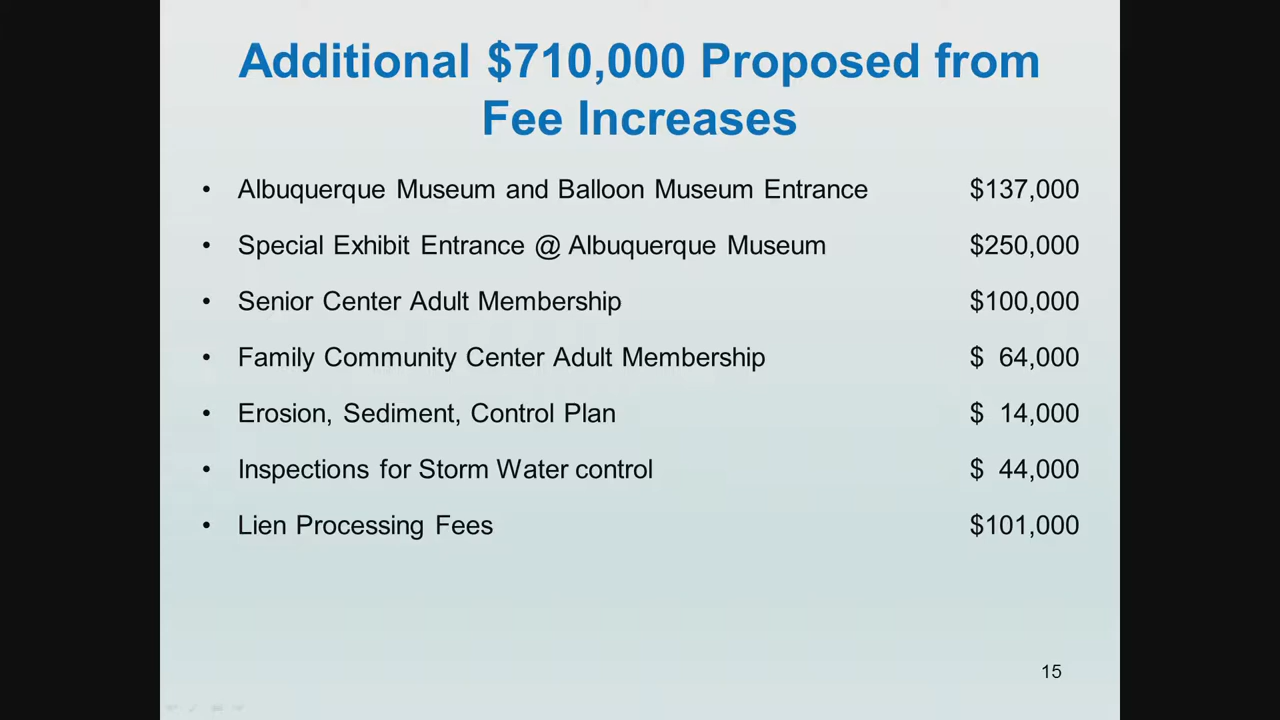 Additional $710,000 Proposed from
Fee Increases
• Albuquerque Museum and Balloon Museum Entrance $137,000
• Special Exhibit Entrance @ Albuquerque Museum $250,000
• Senior Center Adult Membership $100,000
• Family Community Center Adult Membership $ 64,000
• Erosion, Sediment, Control Plan $ 14,000
• Inspections for Storm Water control $ 44,000
• Lien Processing Fees $101,000
15